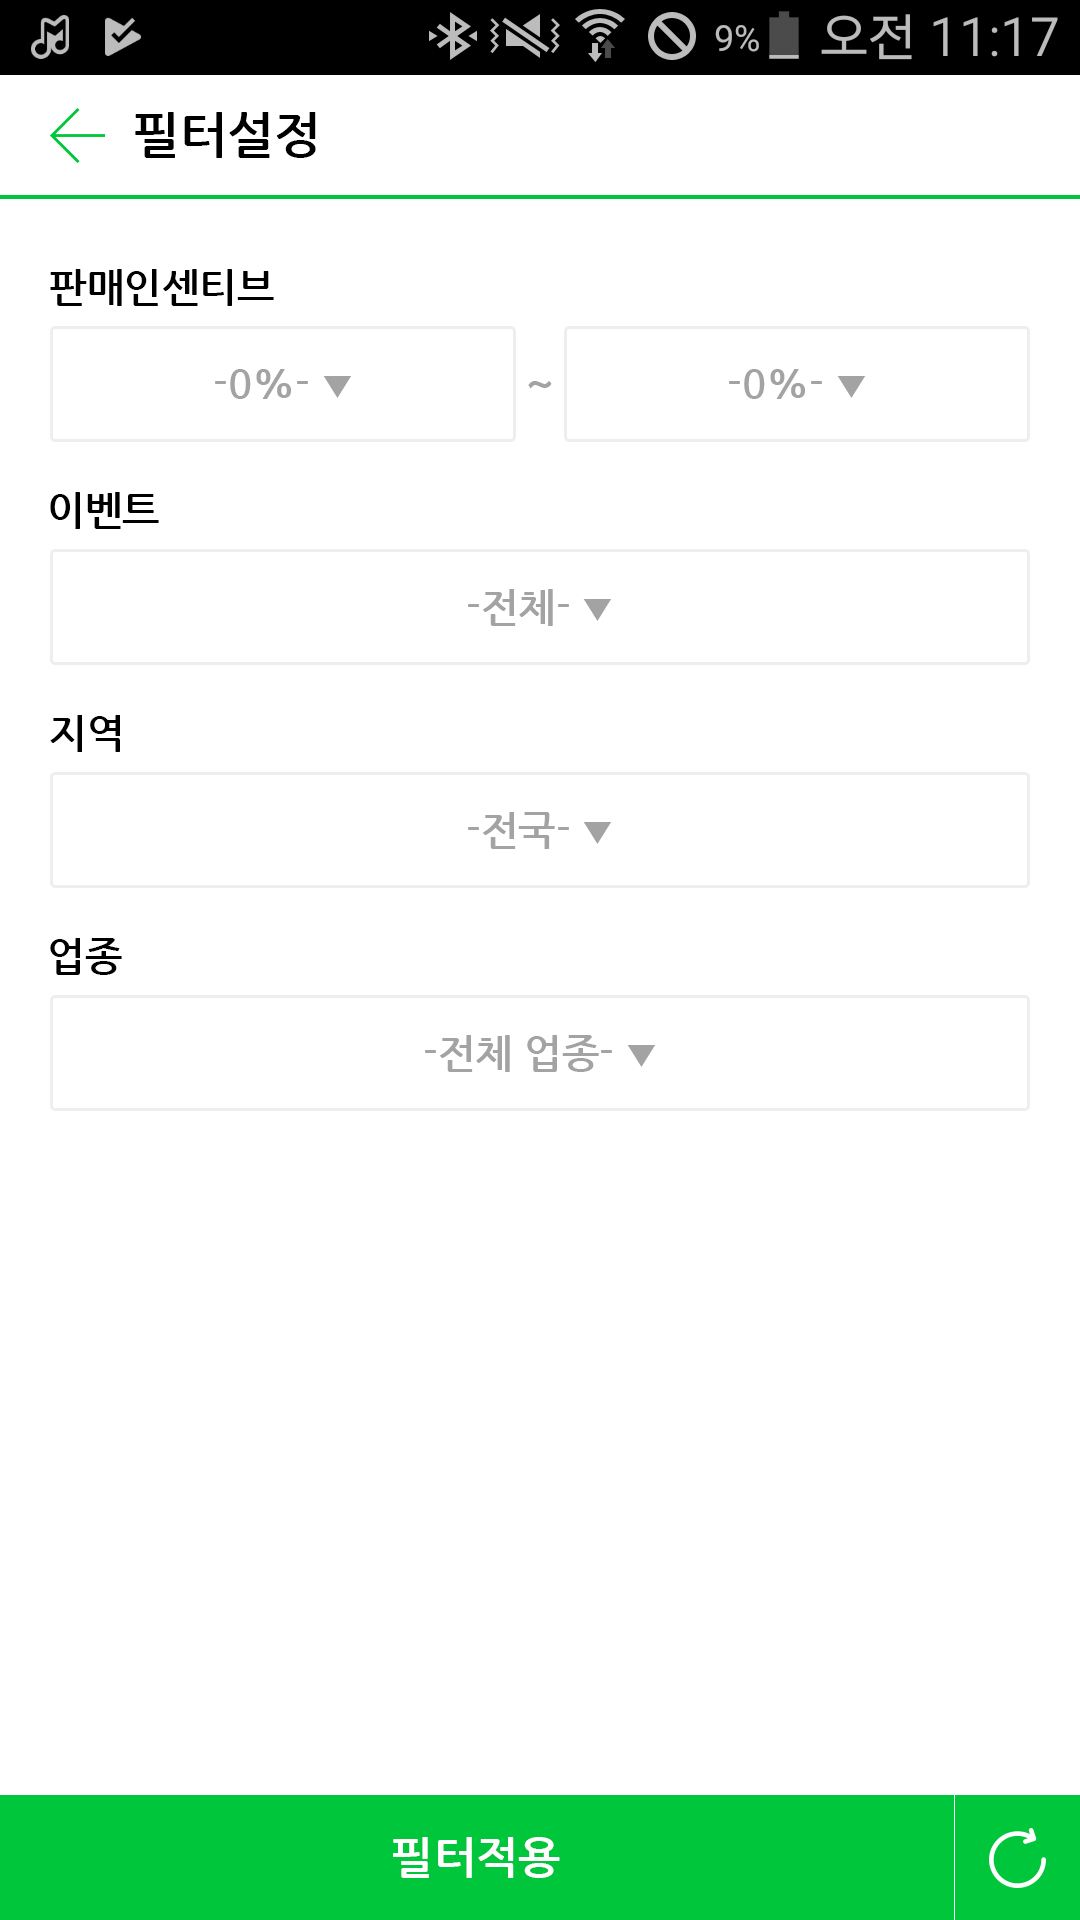 9% 오전 11:17
필터설정
판매인센티브
-0%- ▼ ~ -0%- ▼
이벤트
-전체- ▼
지역
-전국- ▼
업종
-전체 업종- ▼
필터적용